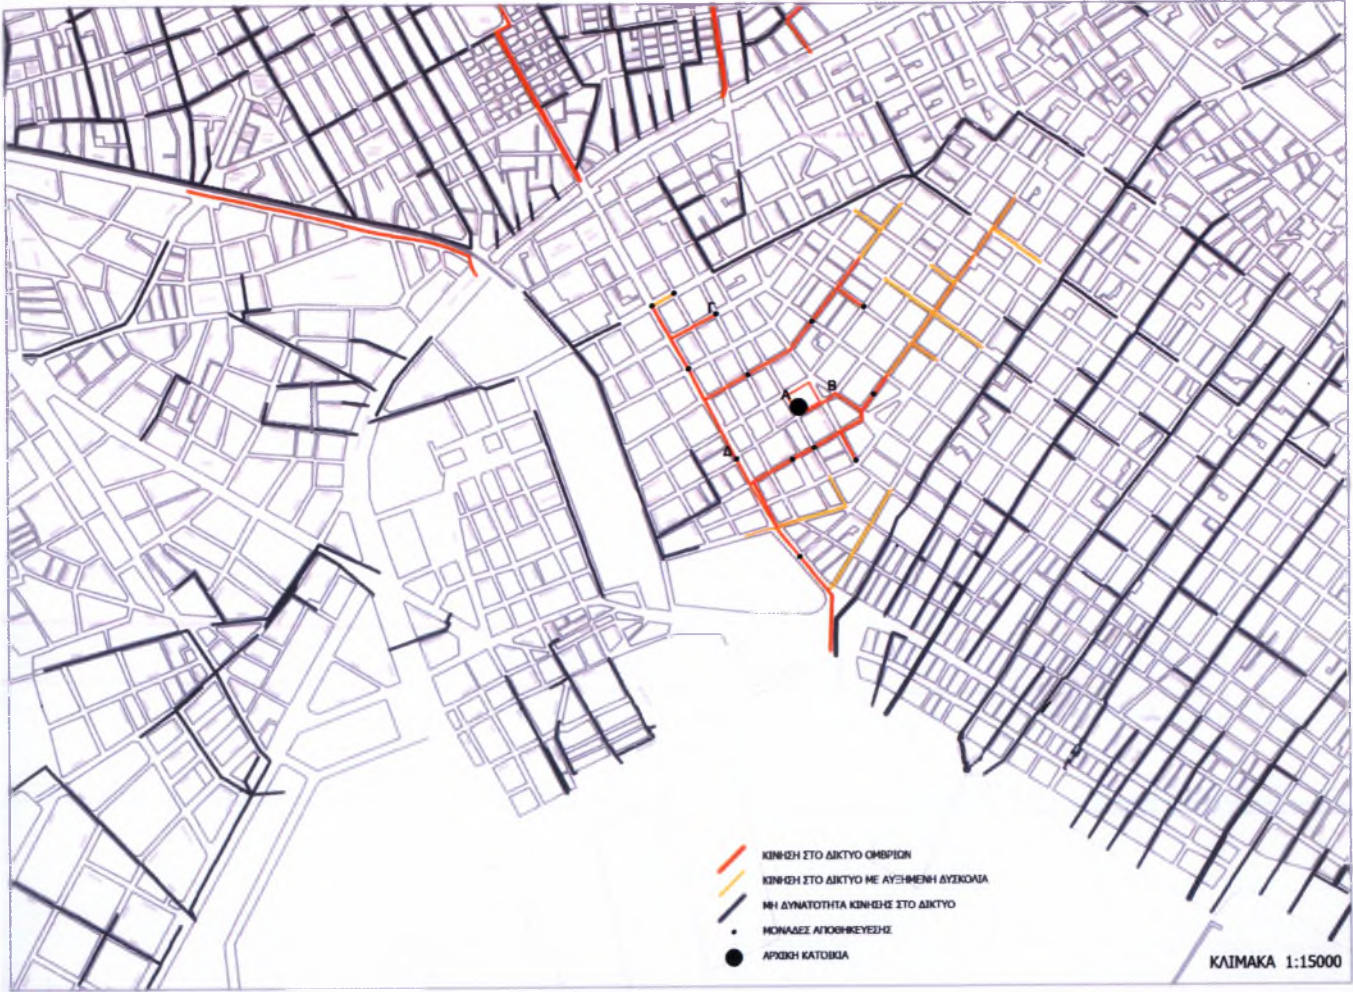 Γ
Α
Β
Δ
ΚΙΝΗΣΗ ΣΤΟ ΔΙΚΤΥΟ ΟΜΒΡΙΩΝ
ΚΙΝΗΣΗ ΣΤΟ ΔΙΚΤΥΟ ΜΕ ΑΥΞΗΜΕΝΗ ΔΥΣΚΟΛΙΑ
ΜΗ ΔΥΝΑΤΟΤΗΤΑ ΚΙΝΗΣΗΣ ΣΤΟ ΔΙΚΤΥΟ
ΜΟΝΑΔΕΣ ΑΠΟΘΗΚΕΥΣΗΣ
ΑΡΧΙΚΗ ΚΑΤΟΙΚΙΑ
ΚΛΙΜΑΚΑ 1:15000